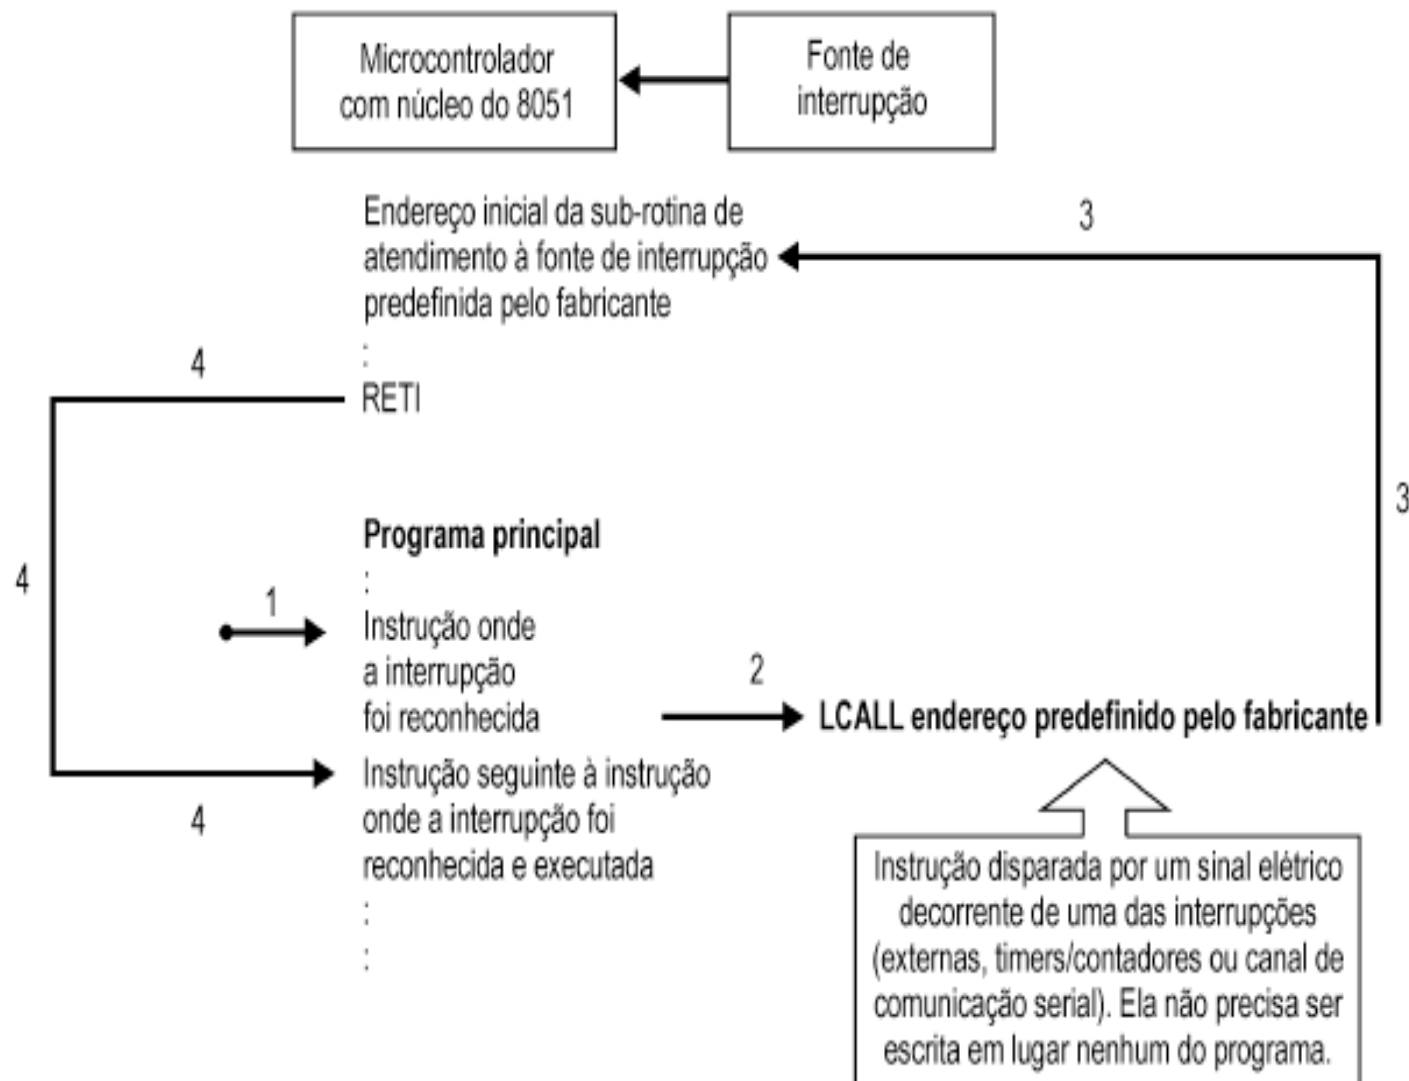 Microcontrolador
com núcleo do 8051
Fonte de
interrupção
Endereço inicial da sub-rotina de
atendimento à fonte de interrupção
predefinida pelo fabricante
:
RETI
3
3
4
4
4
Programa principal
:
1
Instrução onde
a interrupção
foi reconhecida
2
LCALL endereço predefinido pelo fabricante
Instrução seguinte à instrução
onde a interrupção foi
reconhecida e executada
:
:
Instrução disparada por um sinal elétrico
decorrente de uma das interrupções
(externas, timers/contadores ou canal de
comunicação serial). Ela não precisa ser
escrita em lugar nenhum do programa.